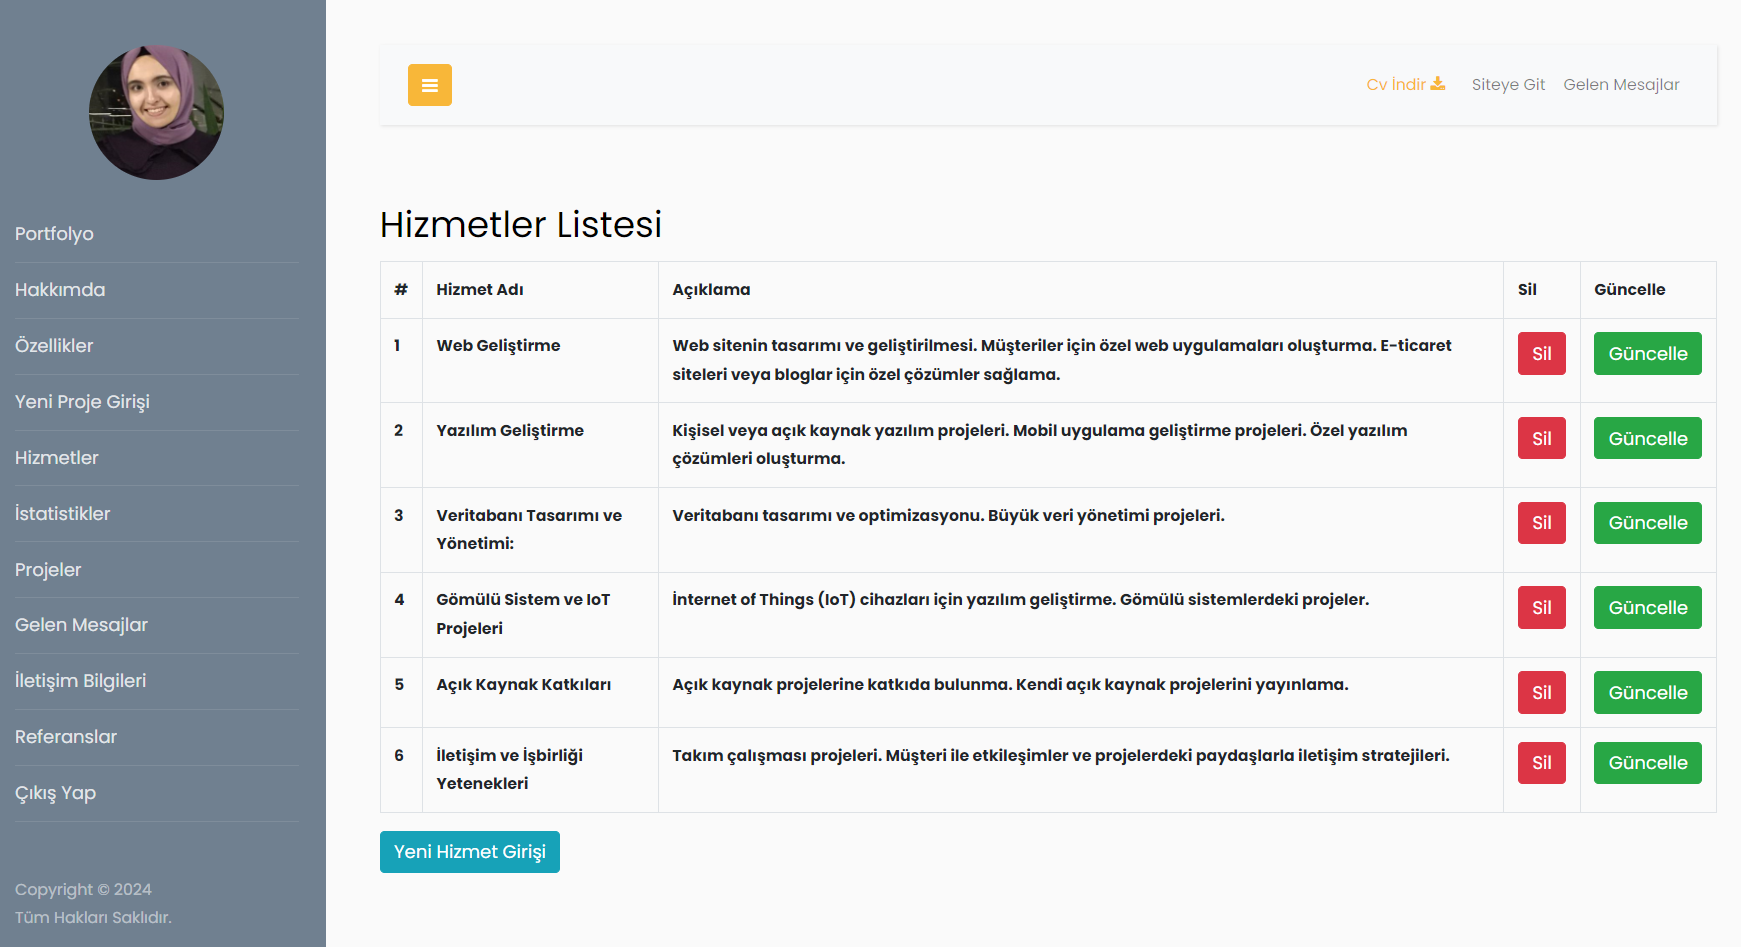 Portfolyo
Hakkımda
Özellikler
Yeni Proje Girişi
Hizmetler
İstatistikler
Projeler
Gelen Mesajlar
İletişim Bilgileri
Referanslar
Çıkış Yap
Copyright © 2024
Tüm Hakları Saklıdır.
Cv İndir Siteye Git Gelen Mesajlar
Hizmetler Listesi
# Hizmet Adı Açıklama Sil Güncelle
1 Web Geliştirme Web sitenin tasarımı ve geliştirilmesi. Müşteriler için özel web uygulamaları oluşturma. E-ticaret Sil Güncelle
siteleri veya bloglar için özel çözümler sağlama.
2 Yazılım Geliştirme Kişisel veya açık kaynak yazılım projeleri. Mobil uygulama geliştirme projeleri. Özel yazılım Sil Güncelle
çözümleri oluşturma.
3 Veritabanı Tasarımı ve Veritabanı tasarımı ve optimizasyonu. Büyük veri yönetimi projeleri. Sil Güncelle
Yönetimi:
4 Gömülü Sistem ve IoT İnternet of Things (IoT) cihazları için yazılım geliştirme. Gömülü sistemlerdeki projeler. Sil Güncelle
Projeleri
5 Açık Kaynak Katkıları Açık kaynak projelerine katkıda bulunma. Kendi açık kaynak projelerini yayınlama. Sil Güncelle
6 İletişim ve İşbirliği Takım çalışması projeleri. Müşteri ile etkileşimler ve projelerdeki paydaşlarla iletişim stratejileri. Sil Güncelle
Yetenekleri
Yeni Hizmet Girişi